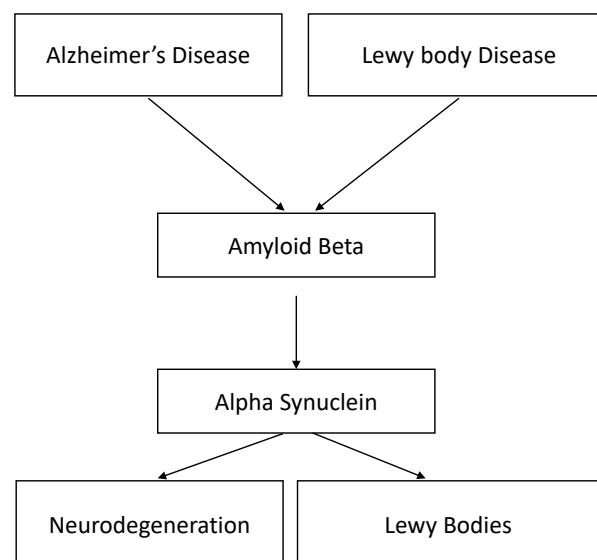 Alzheimer’s Disease
Lewy body Disease
Amyloid Beta
Alpha Synuclein
Neurodegeneration
Lewy Bodies